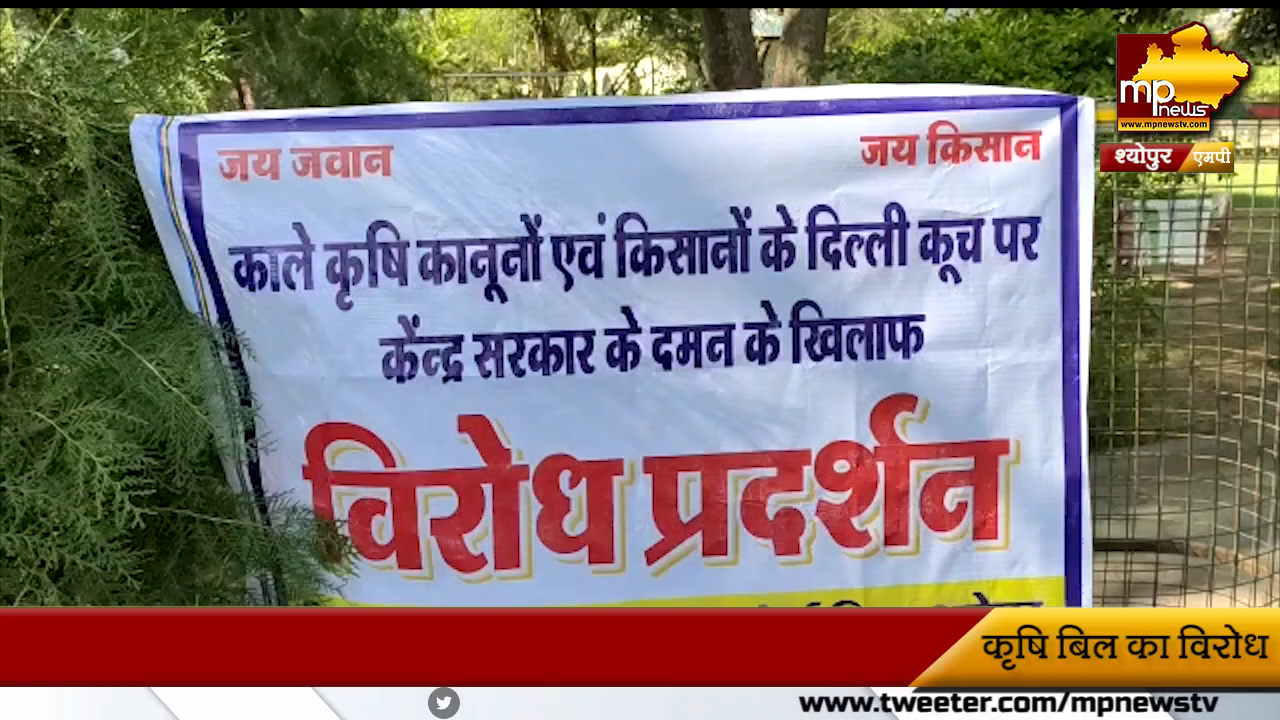 mp
news
www.mpnewstv.com
श्योपुर एमपी
जय जवान
जय किसान
काले कृषि कानूनों एवं किसानों के दिल्ली कूच पर
केंन्द्र सरकार के दमन के खिलाफ
विरोध प्रदर्शन
कृषि बिल का विरोध
www.tweeter.com/mpnewstv